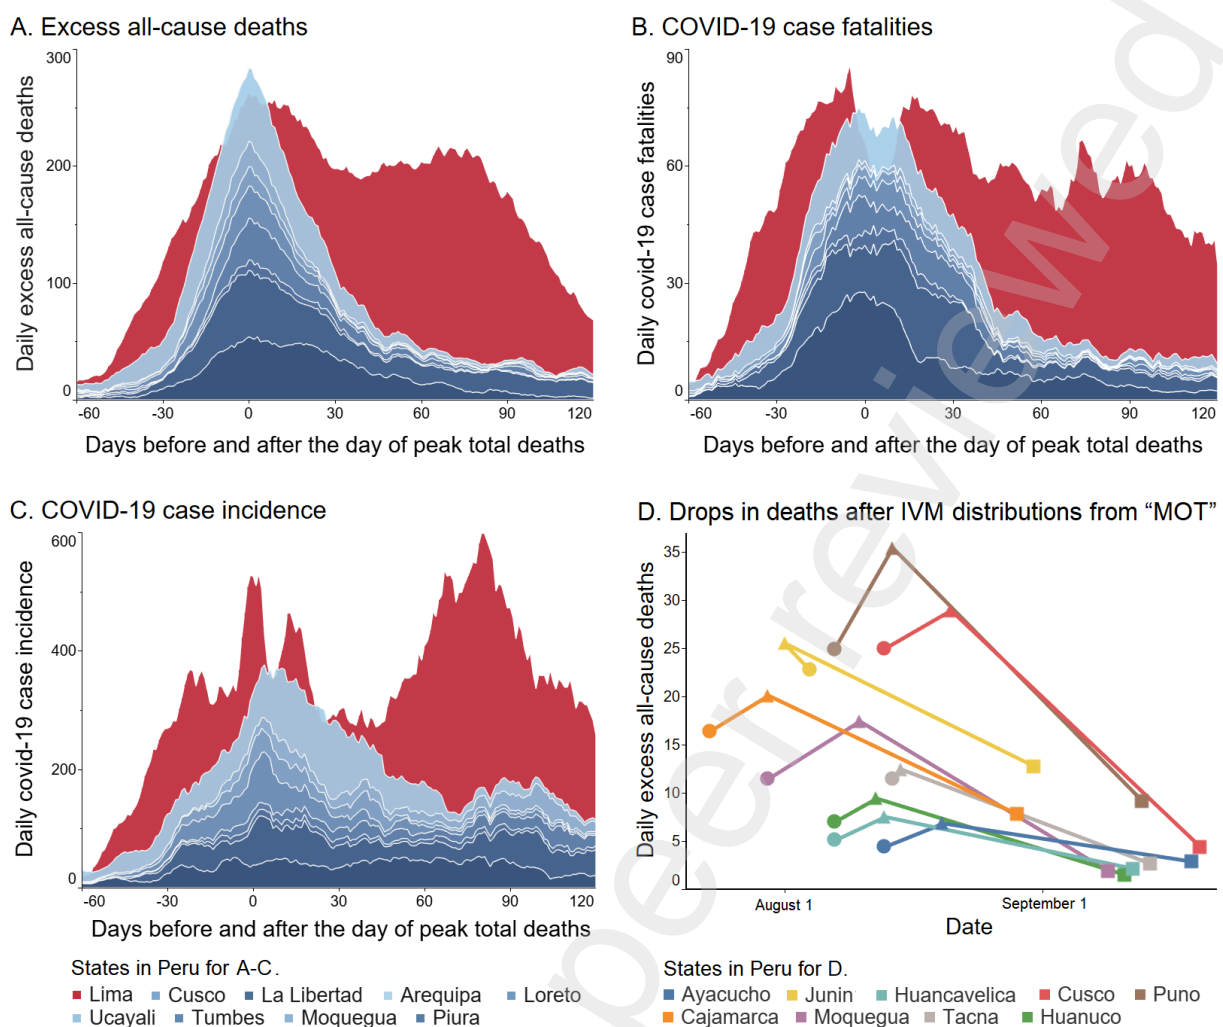 A. Excess all-cause deaths
300
200
100
0
Daily excess all-cause deaths
-60 -30 0 30 60 90 120
Days before and after the day of peak total deaths
B. COVID-19 case fatalities
90
60
30
0
Daily covid-19 case fatalities
-60 -30 0 30 60 90 120
Days before and after the day of peak total deaths
C. COVID-19 case incidence
600
400
200
0
Daily covid-19 case incidence
-60 -30 0 30 60 90 120
Days before and after the day of peak total deaths
D. Drops in deaths after IVM distributions from “MOT”
35
30
25
20
15
10
5
0
Daily excess all-cause deaths
August 1 September 1
Date
States in Peru for A-C.
Lima Cusco La Libertad Arequipa Loreto
Ucayali Tumbes Moquegua Piura
States in Peru for D.
Ayacucho Junin Huancavelica Cusco Puno
Cajamarca Moquegua Tacna Huanuco
peer reviewed